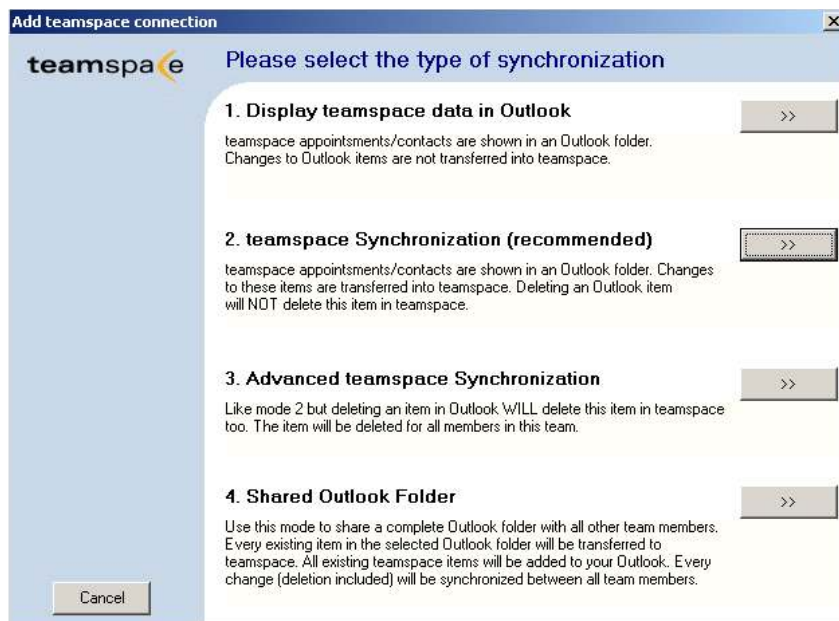 Add teamspace connection
teamspace
Please select the type of synchronization
1. Display teamspace data in Outlook
>>
teamspace appointsments/contacts are shown in an Outlook folder.
Changes to Outlook items are not transferred into teamspace.
2. teamspace Synchronization (recommended)
>>
teamspace appointsments/contacts are shown in an Outlook folder. Changes
to these items are transferred into teamspace. Deleting an Outlook item
will NOT delete this item in teamspace.
3. Advanced teamspace Synchronization
>>
Like mode 2 but deleting an item in Outlook WILL delete this item in teamspace
too. The item will be deleted for all members in this team.
4. Shared Outlook Folder
>>
Use this mode to share a complete Outlook folder with all other team members.
Every existing item in the selected Outlook folder will be transferred to
teamspace. All existing teamspace items will be added to your Outlook. Every
change (deletion included) will be synchronized between all team members.
Cancel